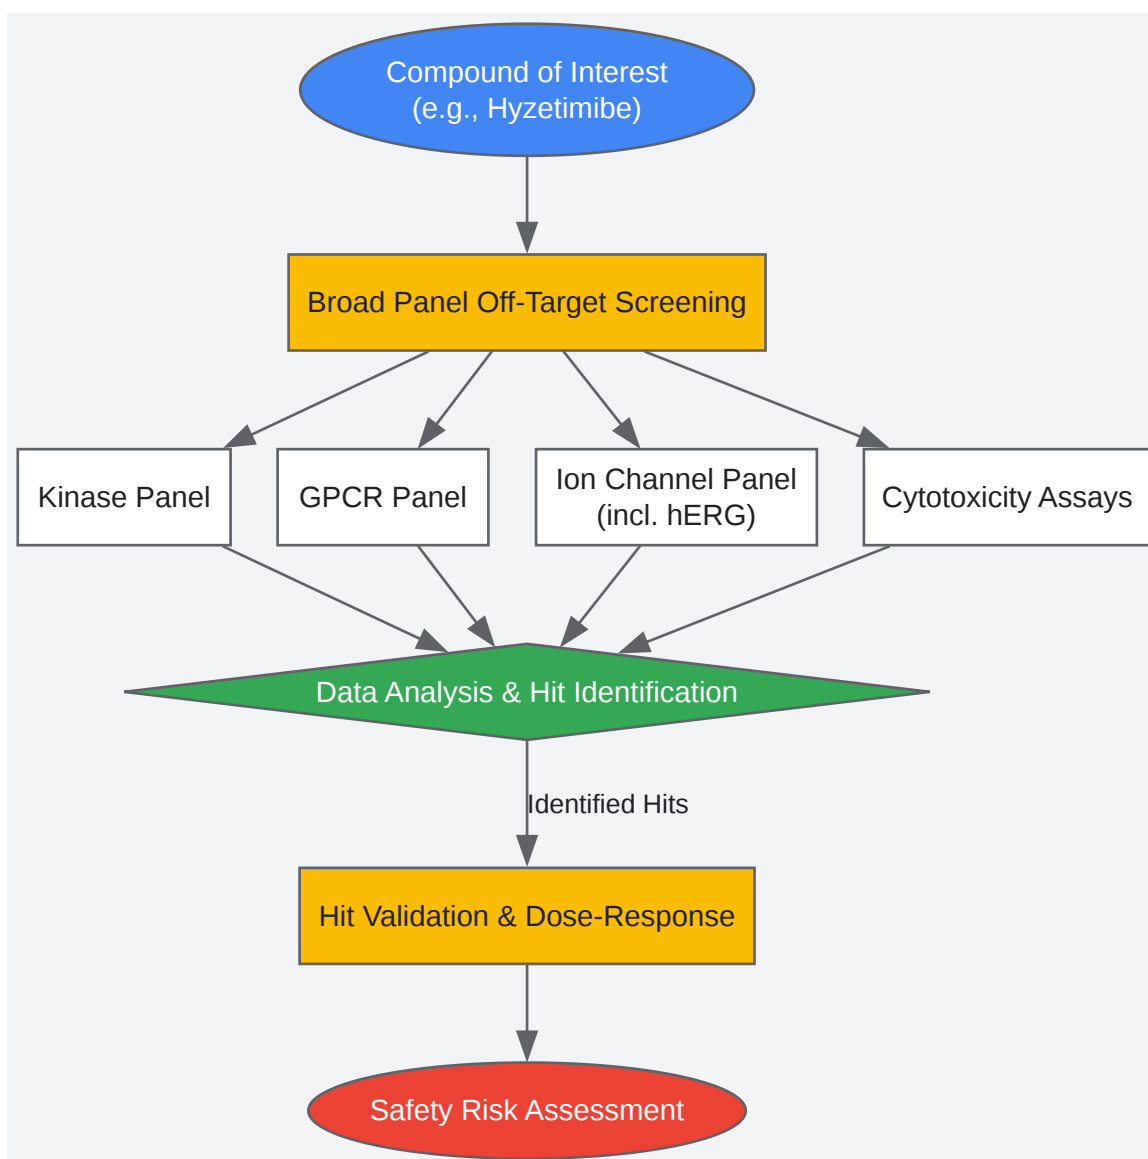 Compound of Interest
(e.g., Hyzetimibe)
Broad Panel Off-Target Screening
Kinase Panel
GPCR Panel
Ion Channel Panel
(incl. hERG)
Cytotoxicity Assays
Data Analysis & Hit Identification
Identified Hits
Hit Validation & Dose-Response
Safety Risk Assessment